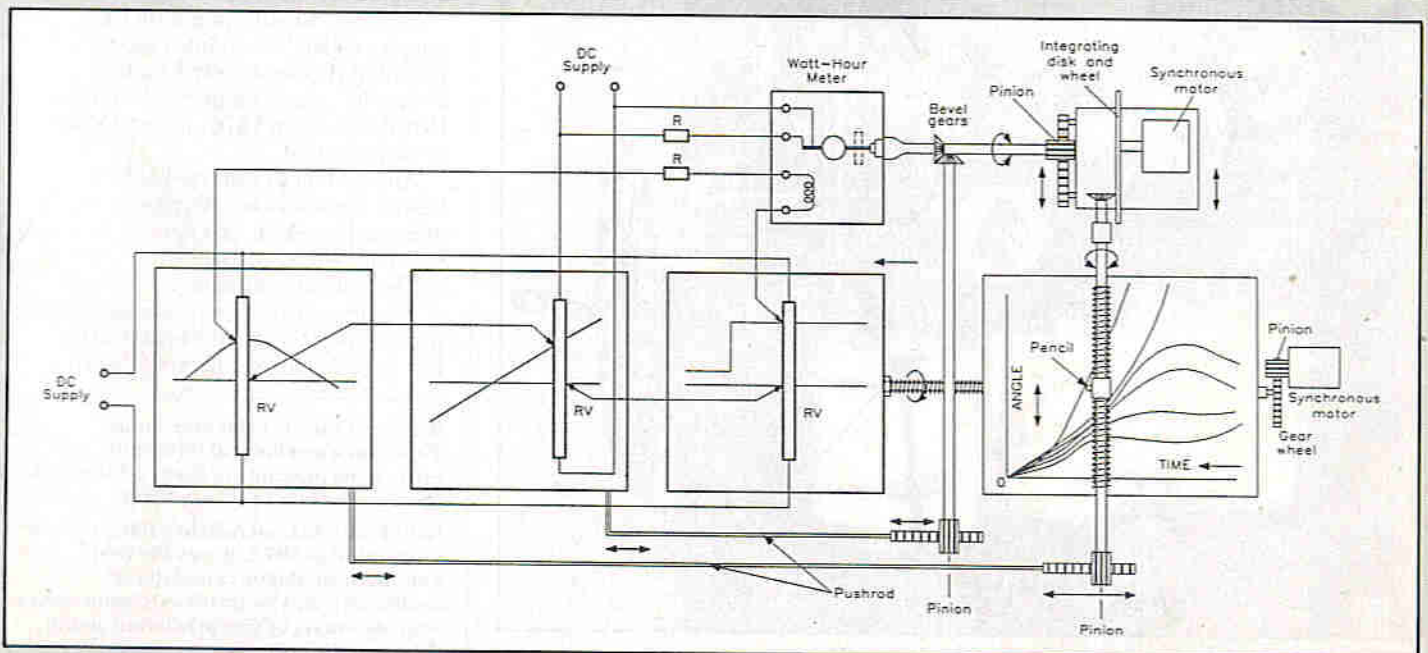 DC
Supply
Watt-Hour
Meter
Integrating
disk and
wheel
Synchronous
motor
Pinion
Bevel
gears
R
R
DC
Supply
RV
RV
RV
Pencil
ANGLE
TIME
O
Pinion
Synchronous
motor
Gear
wheel
Pushrod
Pinion
Pinion